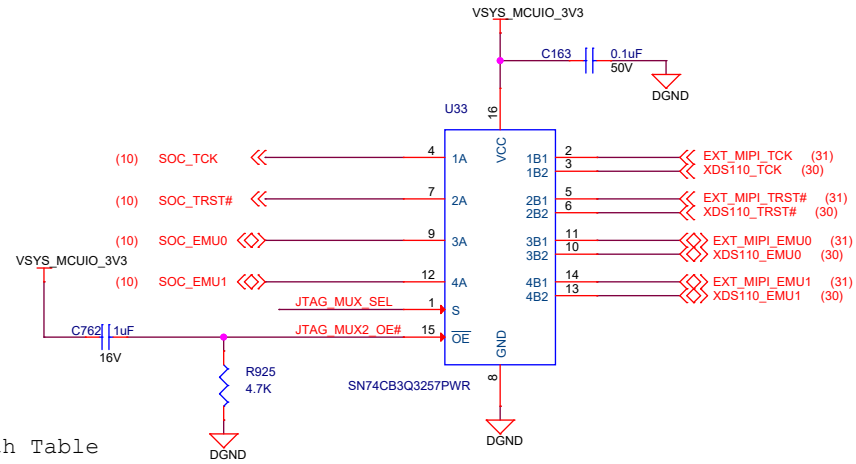 VSYS_MCUIO_3V3
C163 0.1uF
50V
DGND
U33
16
VCC
(10) SOC_TCK 4 1A 1B1 2 EXT_MIPI_TCK (31)
1B2 3 XDS110_TCK (30)
(10) SOC_TRST# 7 2A 2B1 5 EXT_MIPI_TRST# (31)
2B2 6 XDS110_TRST# (30)
(10) SOC_EMU0 9 3A 3B1 11 EXT_MIPI_EMU0 (31)
3B2 10 XDS110_EMU0 (30)
VSYS_MCUIO_3V3
(10) SOC_EMU1 12 4A 4B1 14 EXT_MIPI_EMU1 (31)
4B2 13 XDS110_EMU1 (30)
JTAG_MUX_SEL 1 S
C762 1uF JTAG_MUX2_OE# 15 OE
16V
GND
8
R925
4.7K
SN74CB3Q3257PWR
DGND
DGND
h Table